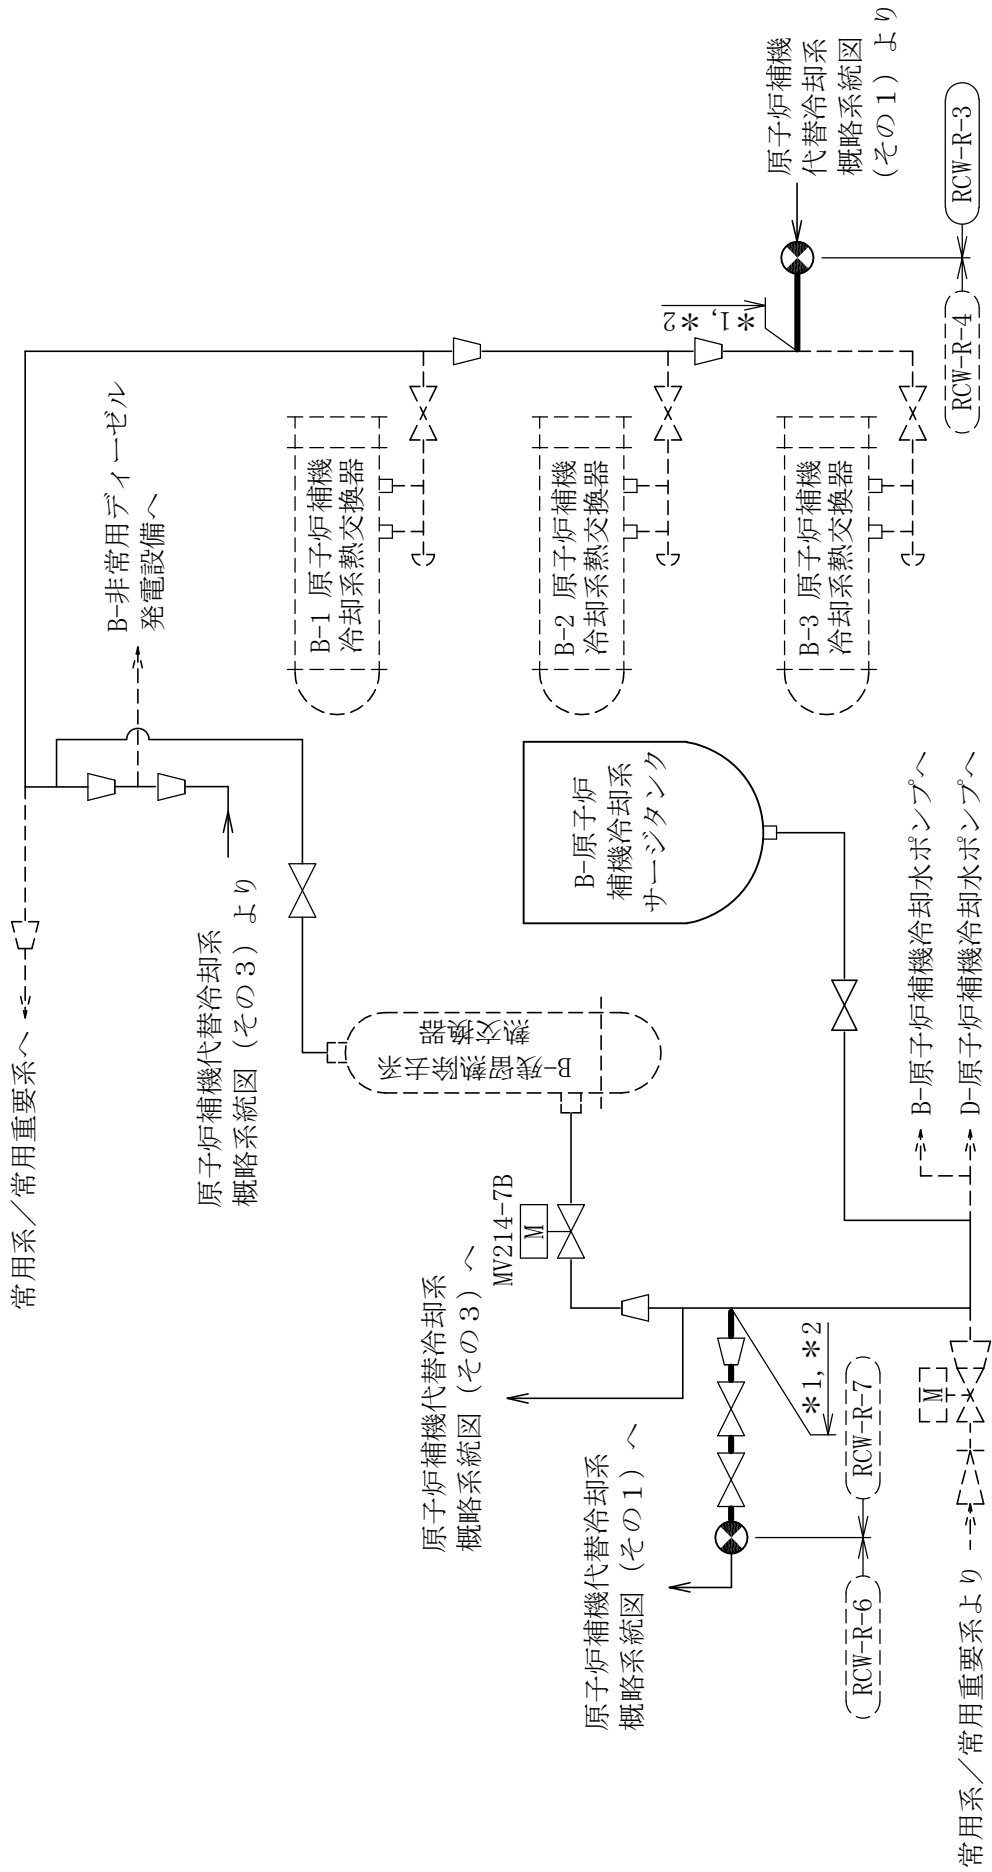 常用系／常用重要系へ
原子炉補機代替冷却系
概略系統図（その３）より
B-非常用ディーゼル
発電設備へ
B-1 原子炉補機
冷却系熱交換器
B-2 原子炉補機
冷却系熱交換器
B-3 原子炉補機
冷却系熱交換器
＊1,＊2
原子炉補機
代替冷却系
概略系統図
（その１）より
RCW-R-3
RCW-R-4
B-残留熱除去系
熱交換器
B-原子炉
補機冷却系
サージタンク
MV214-7B
M
原子炉補機代替冷却系
概略系統図（その３）へ
原子炉補機代替冷却系
概略系統図（その１）へ
＊1,＊2
RCW-R-6
RCW-R-7
B-原子炉補機冷却水ポンプへ
D-原子炉補機冷却水ポンプへ
M
常用系／常用重要系より